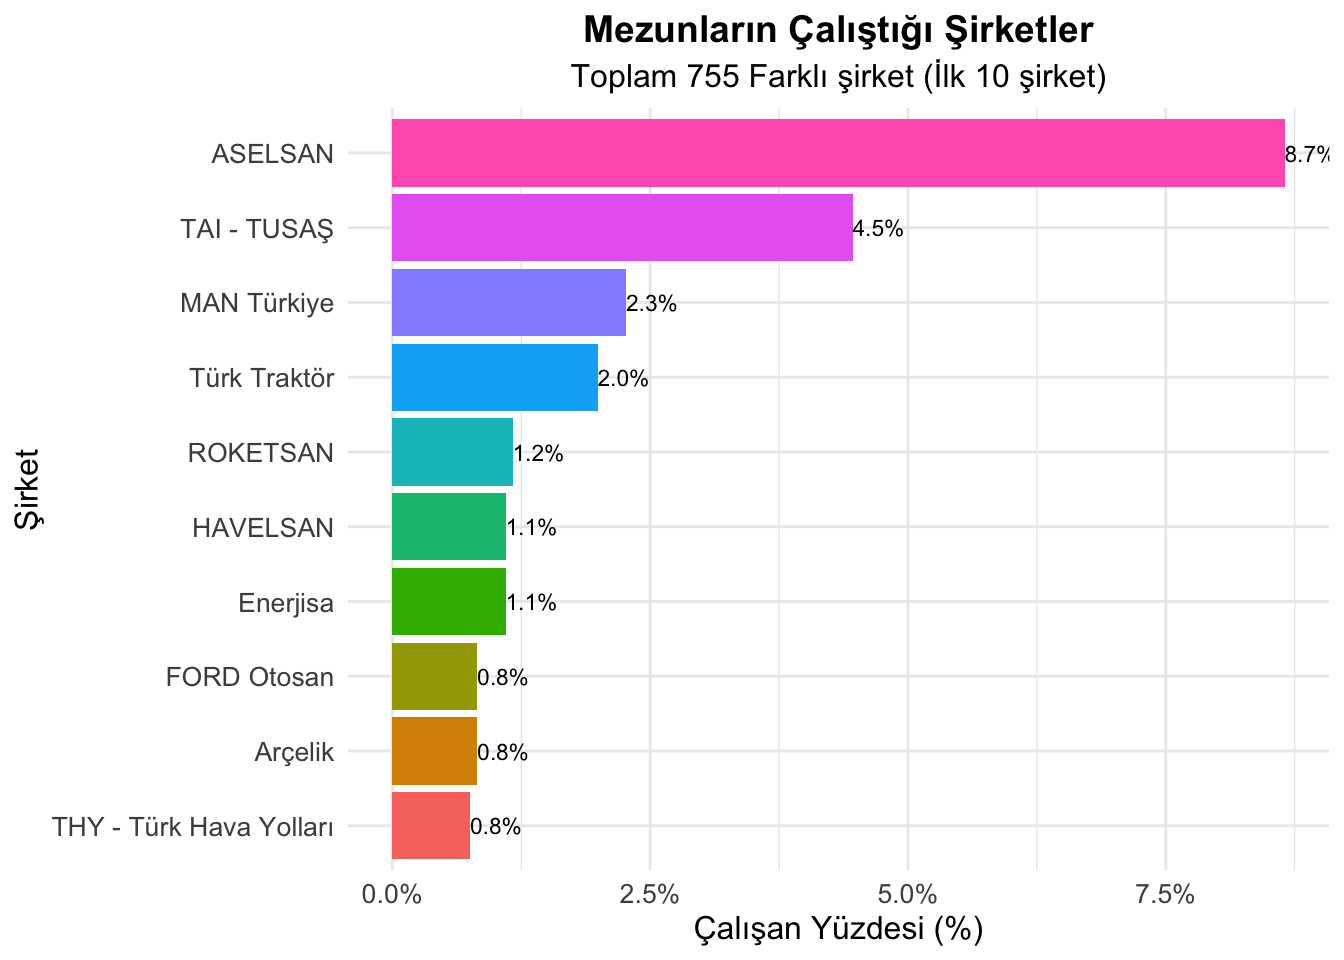 Mezunların Çalıştığı Şirketler
Toplam 755 Farklı şirket (İlk 10 şirket)
Şirket
ASELSAN 8.7%
TAI - TUSAŞ 4.5%
MAN Türkiye 2.3%
Türk Traktör 2.0%
ROKETSAN 1.2%
HAVELSAN 1.1%
Enerjisa 1.1%
FORD Otosan 0.8%
Arçelik 0.8%
THY - Türk Hava Yolları 0.8%
0.0% 2.5% 5.0% 7.5%
Çalışan Yüzdesi (%)